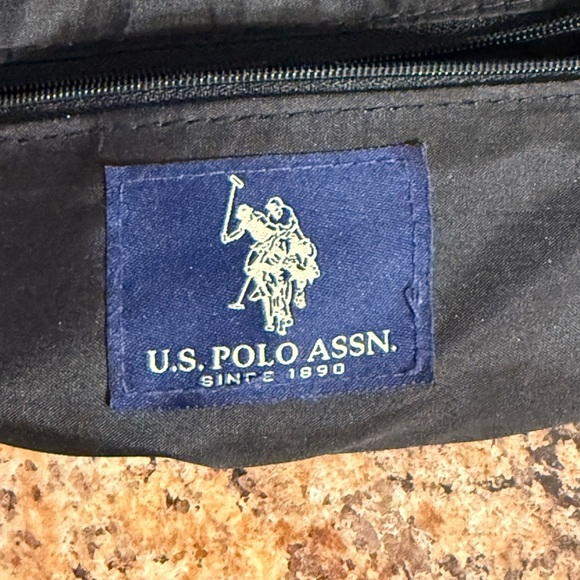 U.S. POLO ASSN.
SINCE 1890